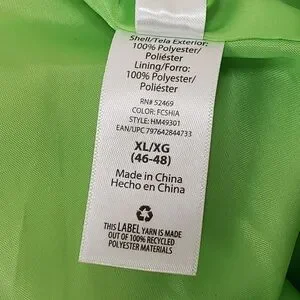 Shell/Tela Exterior:
100% Polyester/
Poliéster
Lining/Forro:
100% Polyester/
Poliéster
RN# 52469
COLOR: FCSHIA
STYLE: HM49301
EAN/UPC 797642844733
XL/XG
(46-48)
Made in China
Hecho en China
THIS LABEL YARN IS MADE
OUT OF 100% RECYCLED
POLYESTER MATERIALS